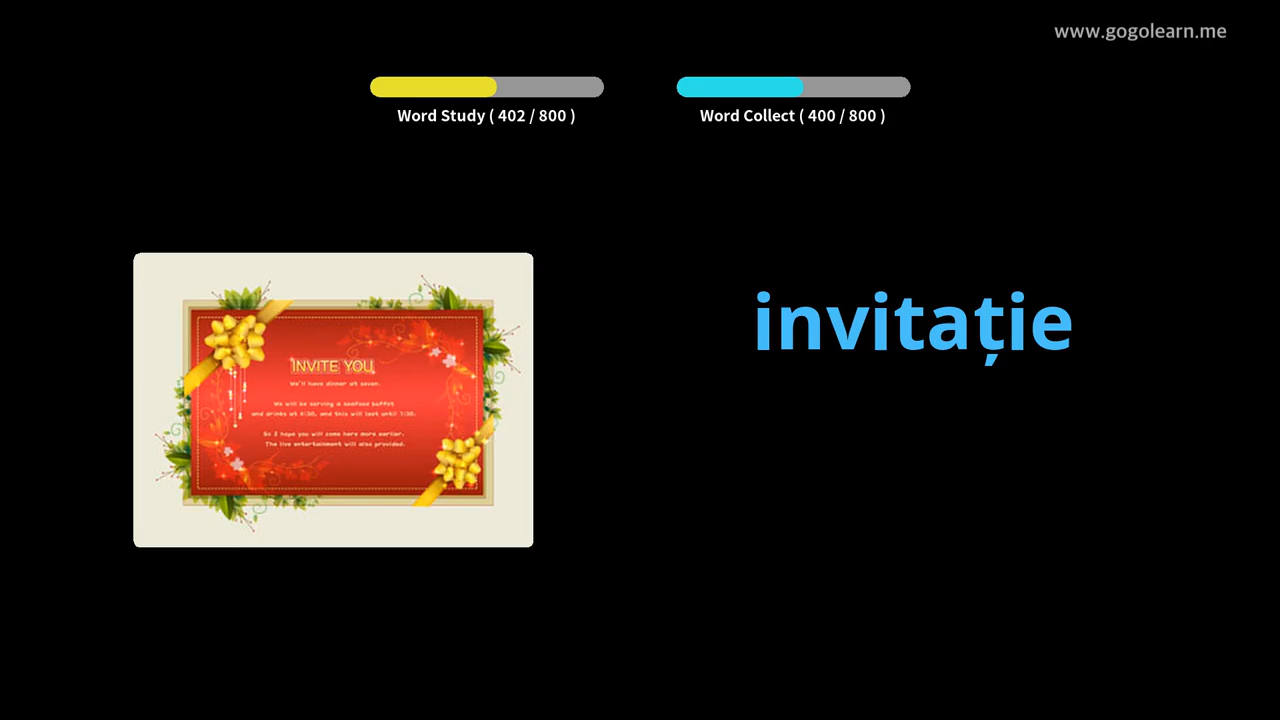 www.gogolearn.me
Word Study ( 402 / 800 )
Word Collect ( 400 / 800 )
INVITE YOU
We'll have dinner at seven.
We will be serving a seafood buffet
and drinks at 6:30, and this will last until 7:30.
So I hope you will come here more earlier.
The live entertainment will also provided.
invitație